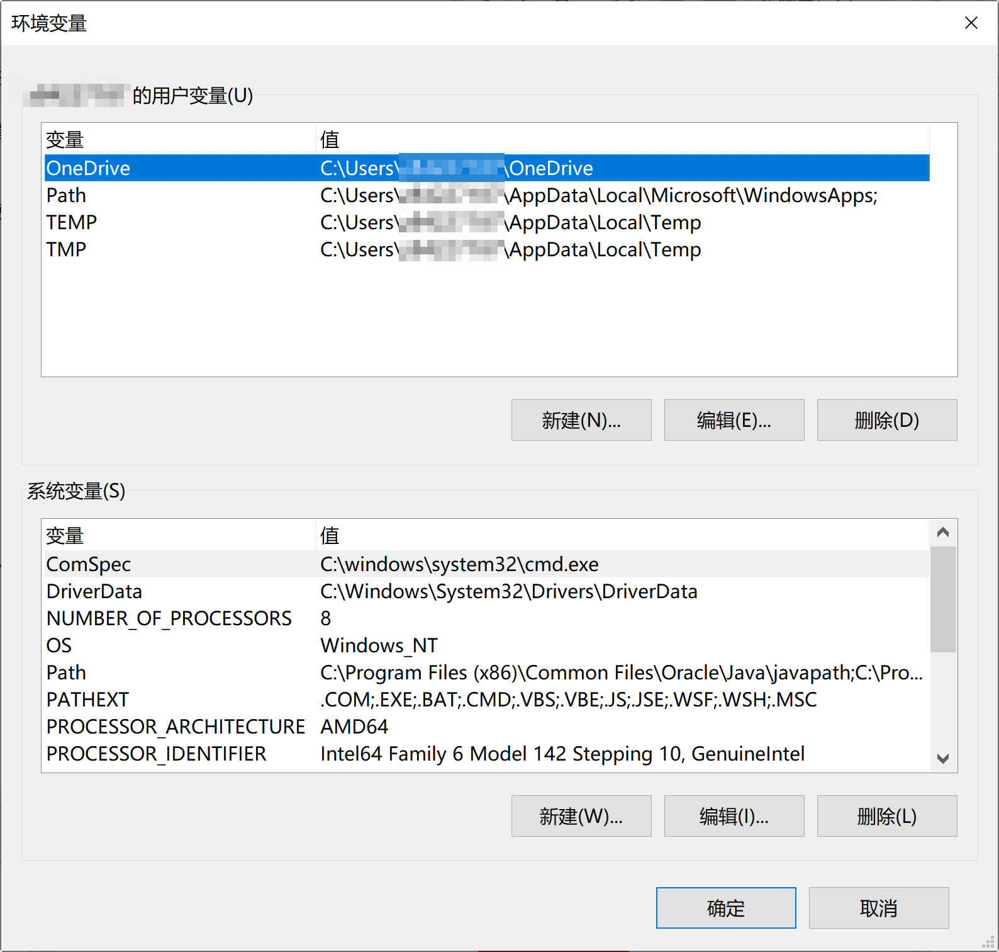 环境变量
的用户变量(U)
变量 值
OneDrive C:\Users\ \OneDrive
Path C:\Users\ \AppData\Local\Microsoft\WindowsApps;
TEMP C:\Users\ \AppData\Local\Temp
TMP C:\Users\ \AppData\Local\Temp
新建(N)... 编辑(E)... 删除(D)
系统变量(S)
变量 值
ComSpec C:\windows\system32\cmd.exe
DriverData C:\Windows\System32\Drivers\DriverData
NUMBER_OF_PROCESSORS 8
OS Windows_NT
Path C:\Program Files (x86)\Common Files\Oracle\Java\javapath;C:\Pro...
PATHEXT .COM;.EXE;.BAT;.CMD;.VBS;.VBE;.JS;.JSE;.WSF;.WSH;.MSC
PROCESSOR_ARCHITECTURE AMD64
PROCESSOR_IDENTIFIER Intel64 Family 6 Model 142 Stepping 10, GenuineIntel
新建(W)... 编辑(I)... 删除(L)
确定 取消